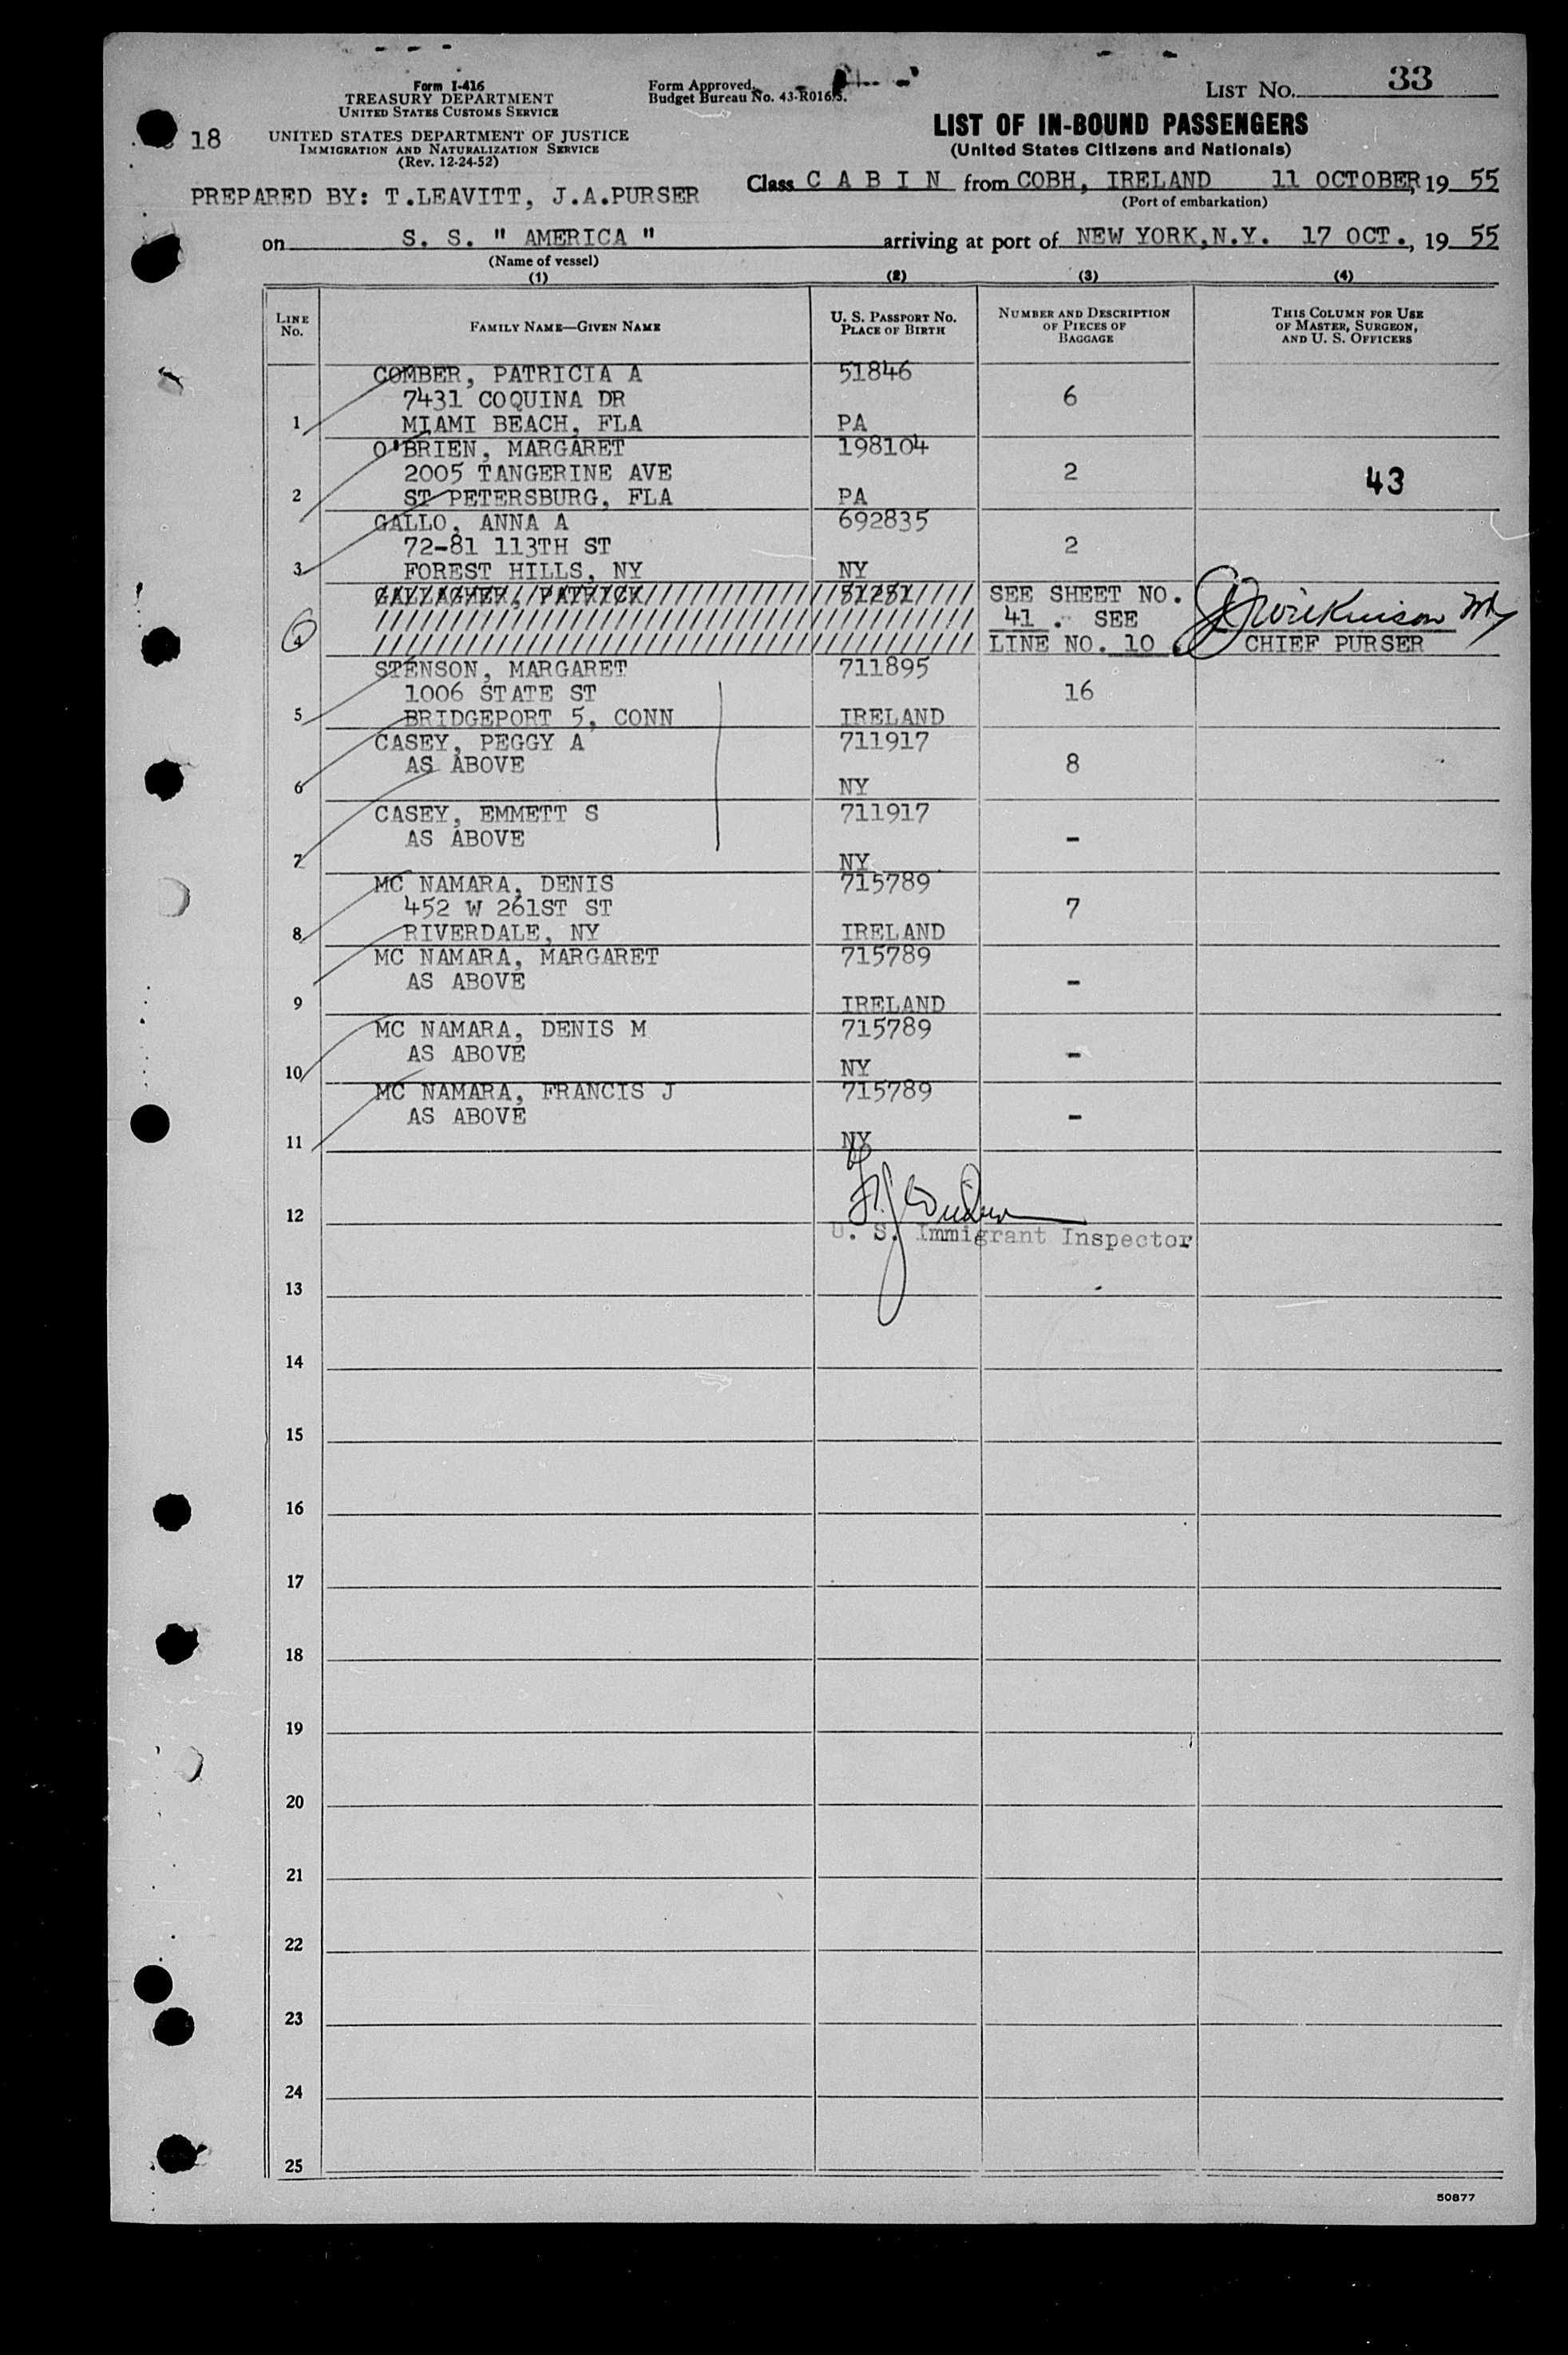 Form I-416
TREASURY DEPARTMENT
UNITED STATES CUSTOMS SERVICE
18
UNITED STATES DEPARTMENT OF JUSTICE
IMMIGRATION AND NATURALIZATION SERVICE
(Rev. 12-24-52)
Form Approved.
Budget Bureau No. 43-R016.5.
LIST NO. 33
LIST OF IN-BOUND PASSENGERS
(United States Citizens and Nationals)
PREPARED BY: T.LEAVITT, J.A.PURSER
Class C A B I N from COBH, IRELAND 11 OCTOBER, 19 55
(Port of embarkation)
on S. S. " AMERICA " arriving at port of NEW YORK,N.Y. 17 OCT., 19 55
(Name of vessel)
(1) (2) (3) (4)
LINE NO.
FAMILY NAME—GIVEN NAME
U. S. PASSPORT NO.
PLACE OF BIRTH
NUMBER AND DESCRIPTION
OF PIECES OF
BAGGAGE
THIS COLUMN FOR USE
OF MASTER, SURGEON,
AND U. S. OFFICERS
COMBER, PATRICIA A 51846
7431 COQUINA DR 6
1 MIAMI BEACH, FLA PA
O'BRIEN, MARGARET 198104
2005 TANGERINE AVE 2 43
2 ST PETERSBURG, FLA PA
GALLO, ANNA A 692835
72-81 113TH ST 2
3 FOREST HILLS, NY NY
GALLAGHER, PATRICK SEE SHEET NO.
41. SEE
4 LINE NO. 10. CHIEF PURSER
STENSON, MARGARET 711895
1006 STATE ST 16
5 BRIDGEPORT 5, CONN IRELAND
CASEY, PEGGY A 711917
AS ABOVE 8
6 NY
CASEY, EMMETT S 711917
AS ABOVE -
7 NY
MC NAMARA, DENIS 715789
452 W 261ST ST 7
8 RIVERDALE, NY IRELAND
MC NAMARA, MARGARET 715789
AS ABOVE -
9 IRELAND
MC NAMARA, DENIS M 715789
AS ABOVE -
10 NY
MC NAMARA, FRANCIS J 715789
AS ABOVE -
11 NY
12
U. S. Immigrant Inspector
13
14
15
16
17
18
19
20
21
22
23
24
25
50877